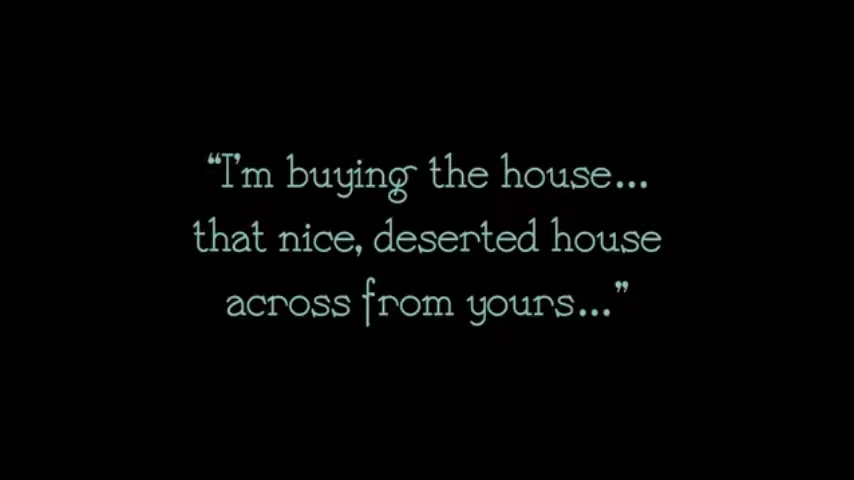 “I'm buying the house...
that nice, deserted house
across from yours...”